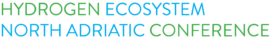 HYDROGEN ECOSYSTEM
NORTH ADRIATIC CONFERENCE